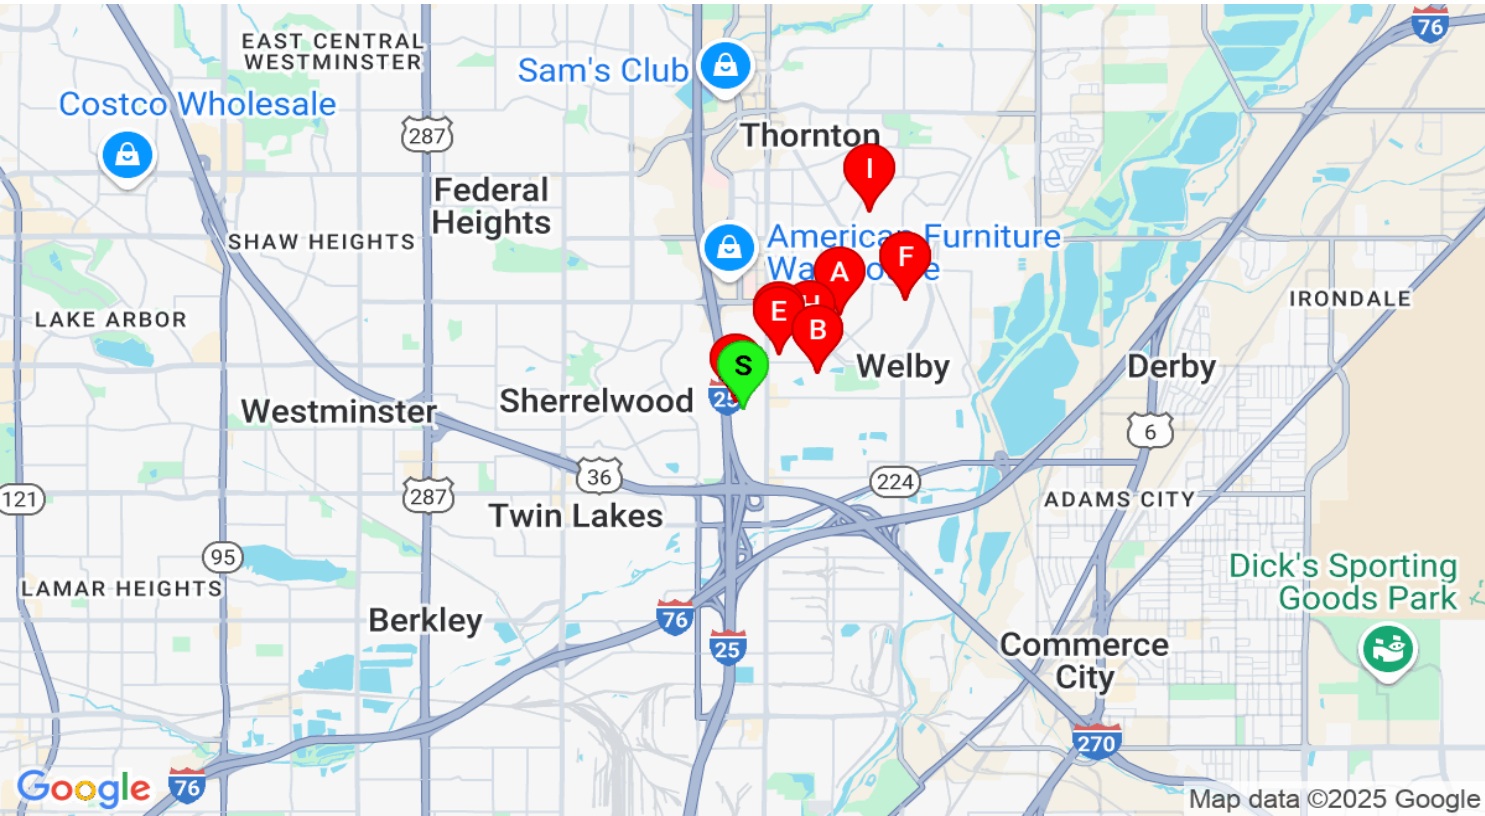 76
EAST CENTRAL
WESTMINSTER
Sam's Club
Costco Wholesale
287
Thornton
I
Federal
Heights
SHAW HEIGHTS
American Furniture
F
A
IRONDALE
LAKE ARBOR
E
H
B
S
Welby
Derby
25
Sherrelwood
Westminster
6
36
224
287
121
ADAMS CITY
Twin Lakes
95
LAMAR HEIGHTS
Dick's Sporting
Goods Park
Berkley
76
25
Commerce
City
270
Google
76
Map data ©2025 Google